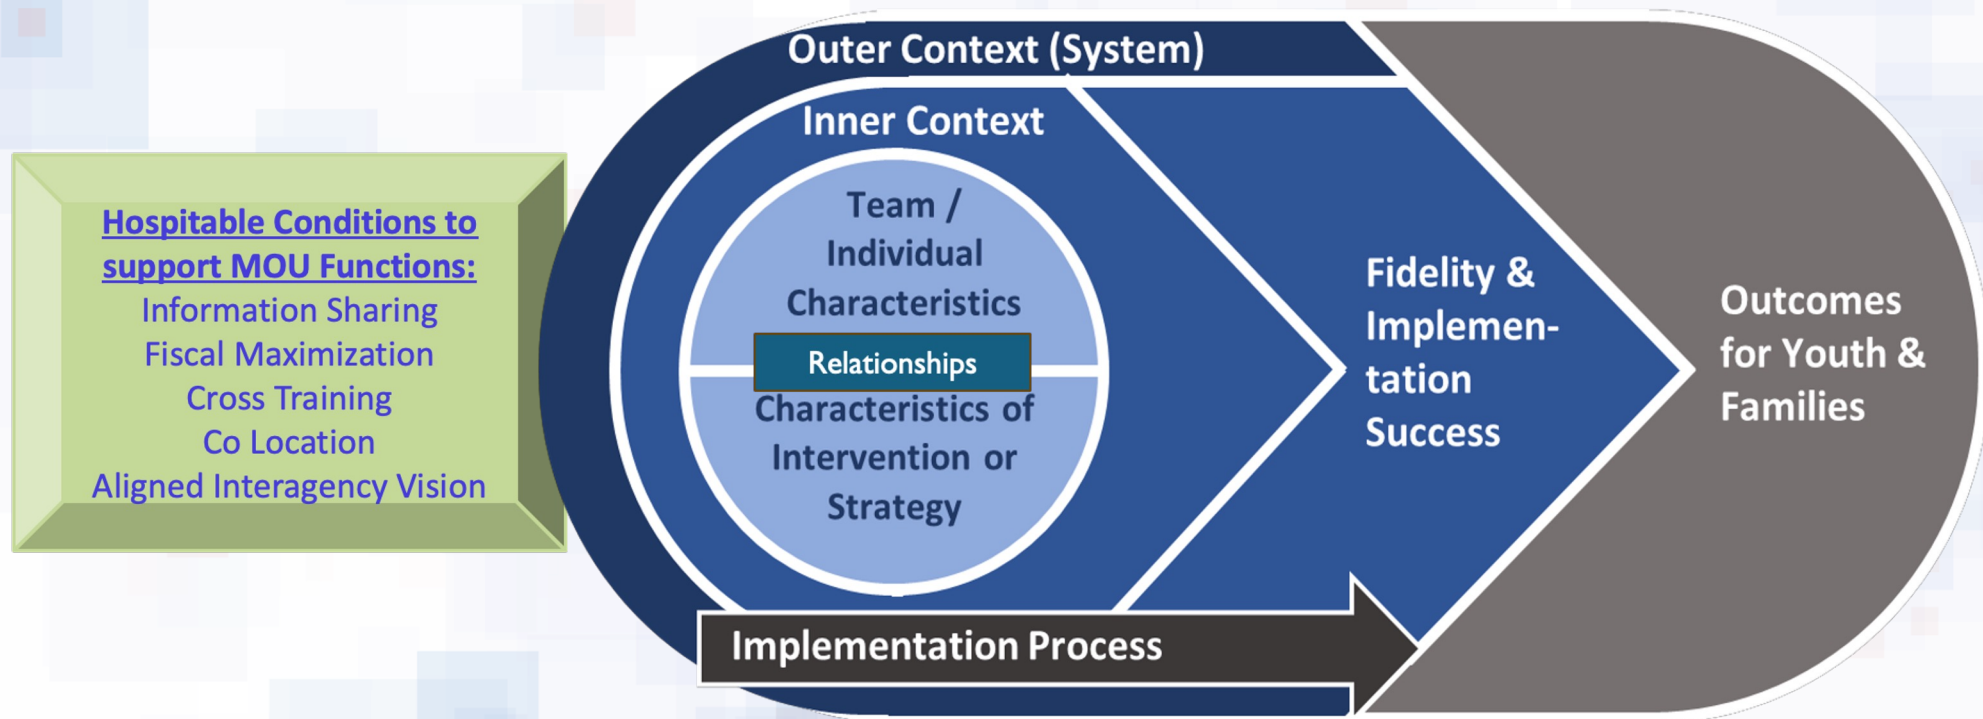 Hospitable Conditions to
support MOU Functions:
Information Sharing
Fiscal Maximization
Cross Training
Co Location
Aligned Interagency Vision
Outer Context (System)
Inner Context
Team /
Individual
Characteristics
Relationships
Characteristics of
Intervention or
Strategy
Implementation Process
Fidelity &
Implemen-
tation
Success
Outcomes
for Youth &
Families